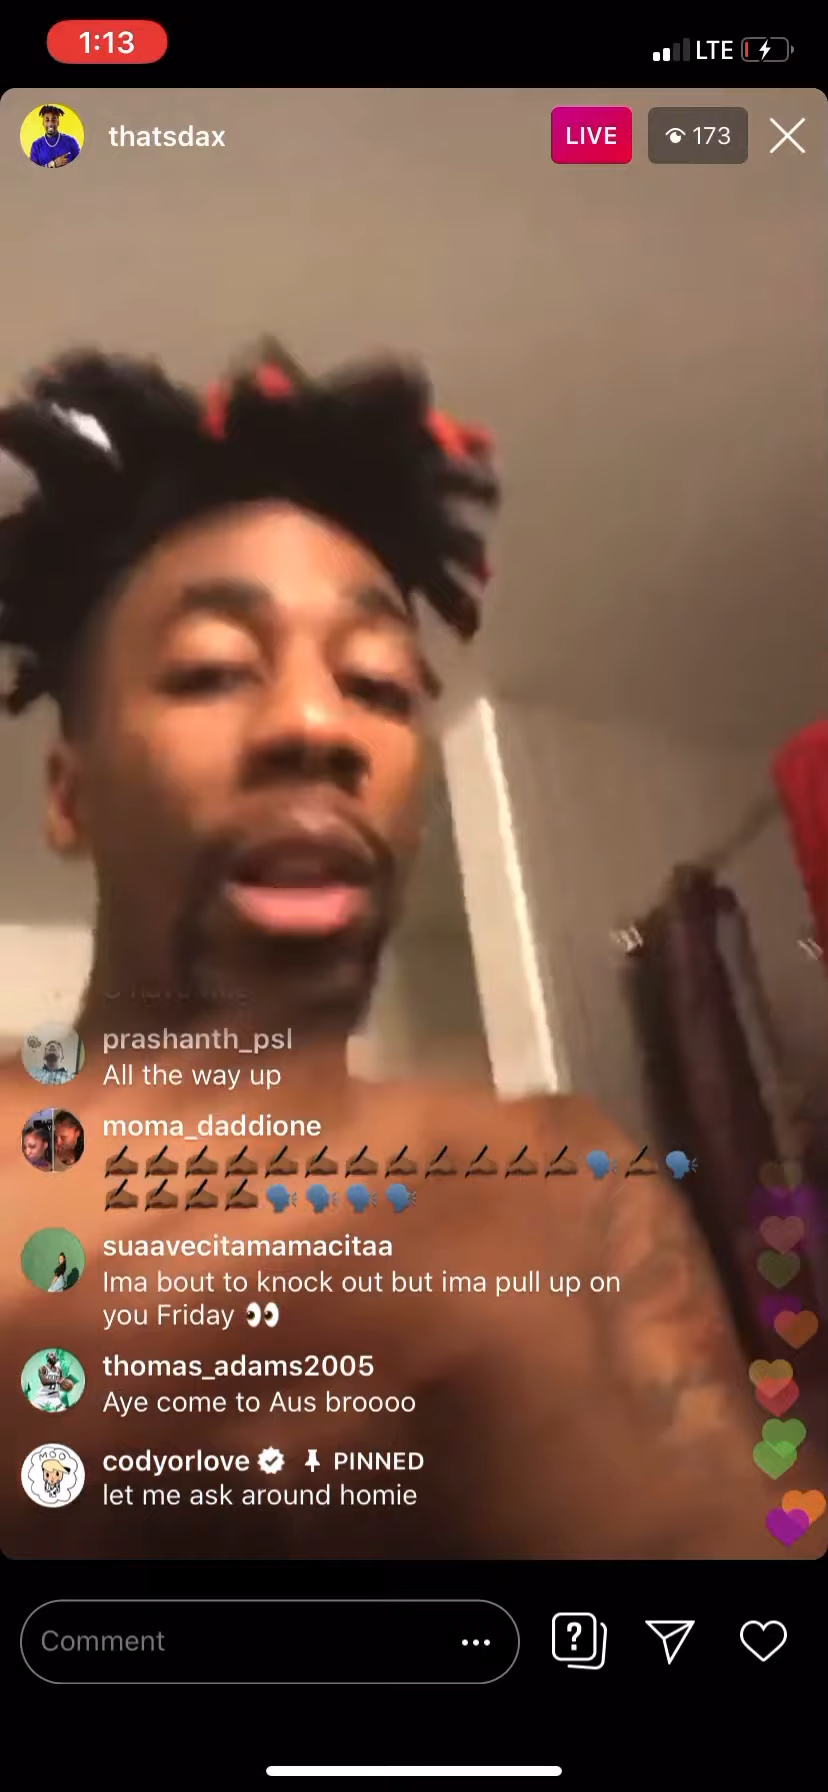 1:13
LTE
thatsdax
LIVE
173
prashanth_psl
All the way up
moma_daddione
✍🏿✍🏿✍🏿✍🏿✍🏿✍🏿✍🏿✍🏿✍🏿✍🏿✍🏿✍🏿🗣✍🏿🗣
✍🏿✍🏿✍🏿✍🏿🗣🗣🗣🗣
suaavecitamamacitaa
Ima bout to knock out but ima pull up on
you Friday 👀
thomas_adams2005
Aye come to Aus broooo
codyorlove PINNED
let me ask around homie
Comment